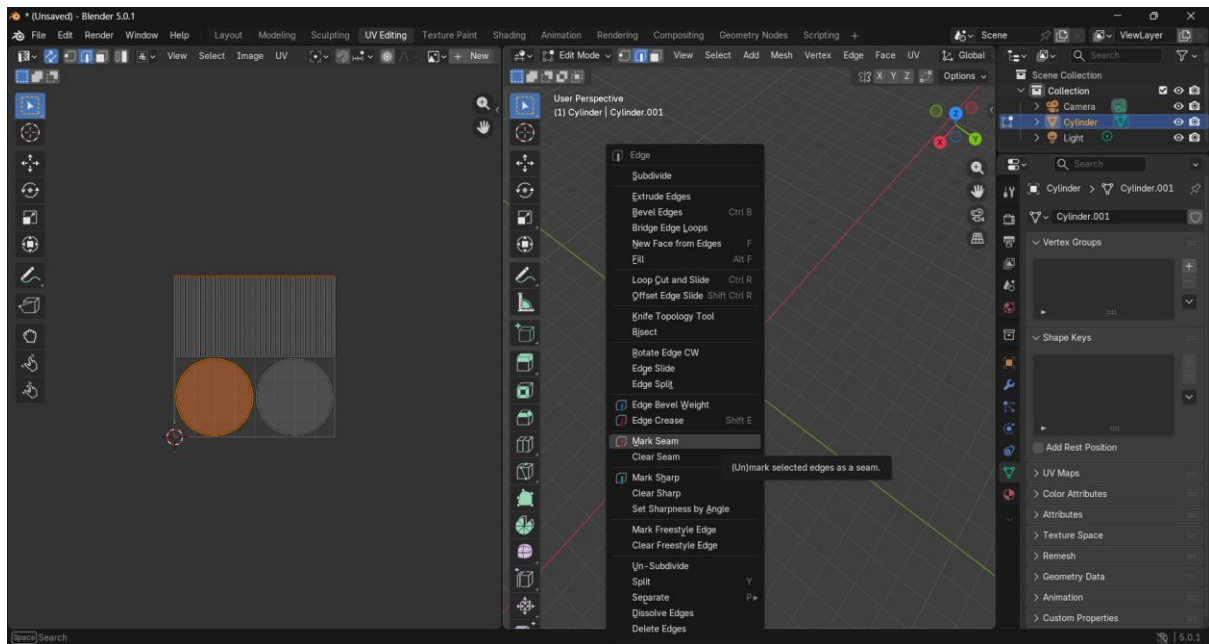 * (Unsaved) - Blender 5.0.1
File Edit Render Window Help Layout Modeling Sculpting UV Editing Texture Paint Shading Animation Rendering Compositing Geometry Nodes Scripting + Scene ViewLayer
View Select Image UV + New
Edit Mode View Select Add Mesh Vertex Edge Face UV Global
X Y Z Options
User Perspective
(1) Cylinder | Cylinder.001
Z
X
Y
Edge
Subdivide
Extrude Edges
Bevel Edges Ctrl B
Bridge Edge Loops
New Face from Edges F
Fill Alt F
Loop Cut and Slide Ctrl R
Offset Edge Slide Shift Ctrl R
Knife Topology Tool
Bisect
Rotate Edge CW
Edge Slide
Edge Split
Edge Bevel Weight
Edge Crease Shift E
Mark Seam
Clear Seam
(Un)mark selected edges as a seam.
Mark Sharp
Clear Sharp
Set Sharpness by Angle
Mark Freestyle Edge
Clear Freestyle Edge
Un-Subdivide
Split Y
Separate P
Dissolve Edges
Delete Edges
Search
Scene Collection
Collection
Camera
Cylinder
Light
Search
Cylinder > Cylinder.001
Cylinder.001
Vertex Groups
Shape Keys
Add Rest Position
UV Maps
Color Attributes
Attributes
Texture Space
Remesh
Geometry Data
Animation
Custom Properties
Space Search
5.0.1